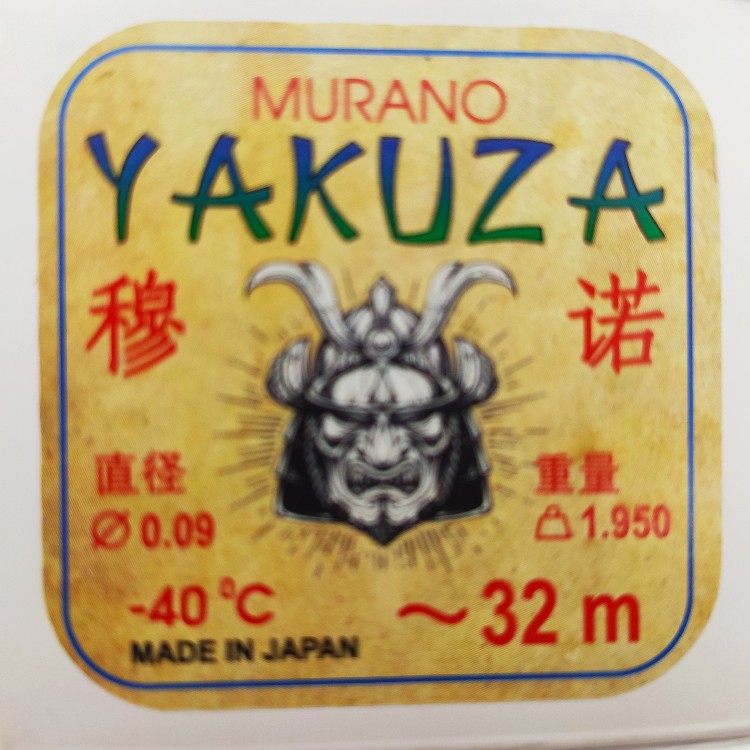 MURANO
YAKUZA
穆 诺
直径 重量
⌀ 0.09 1.950
-40 °C ~32 m
MADE IN JAPAN